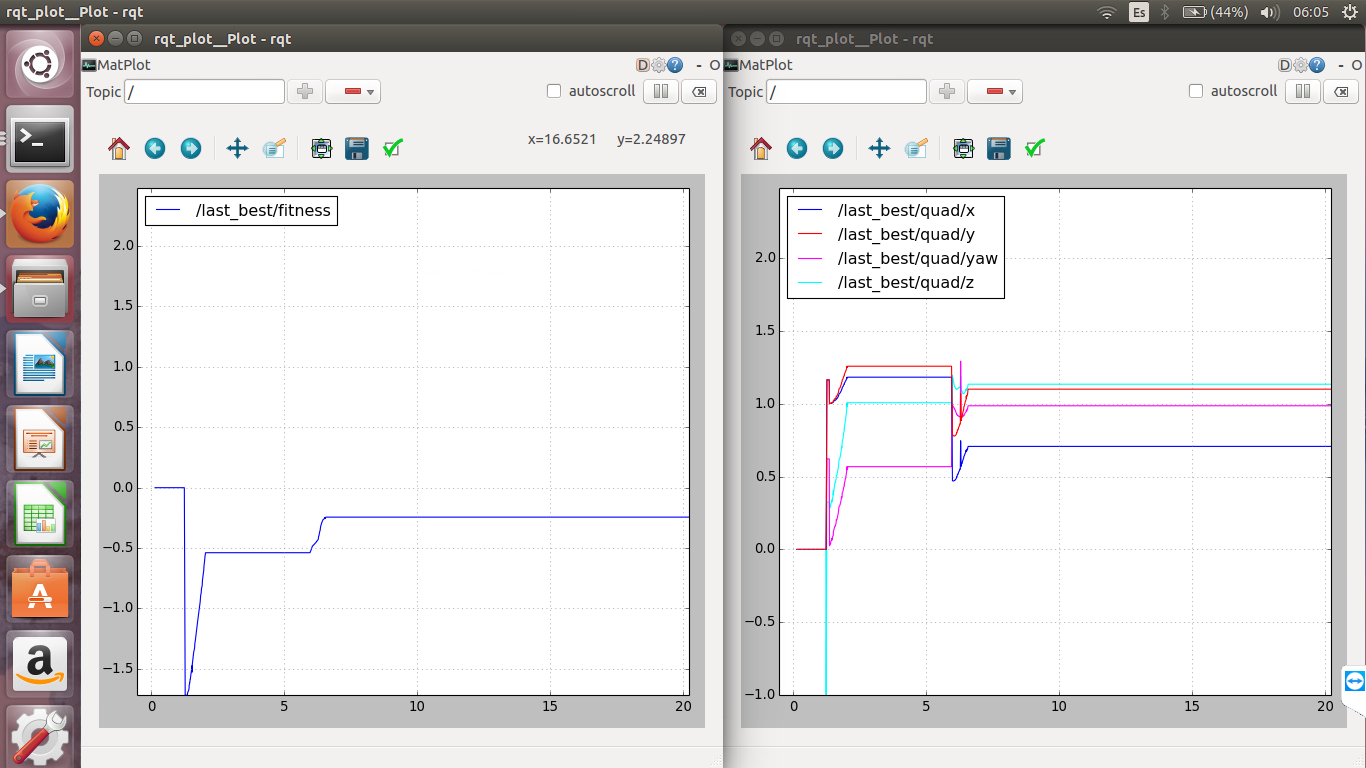 rqt_plot__Plot - rqt
Es
(44%)
06:05
rqt_plot__Plot - rqt
MatPlot
D
?
- O
Topic /
autoscroll
x=16.6521 y=2.24897
/last_best/fitness
2.0
1.5
1.0
0.5
0.0
−0.5
−1.0
−1.5
0 5 10 15 20
rqt_plot__Plot - rqt
MatPlot
D
?
- O
Topic /
autoscroll
/last_best/quad/x
/last_best/quad/y
/last_best/quad/yaw
/last_best/quad/z
2.0
1.5
1.0
0.5
0.0
−0.5
−1.0
0 5 10 15 20
>_
A
a